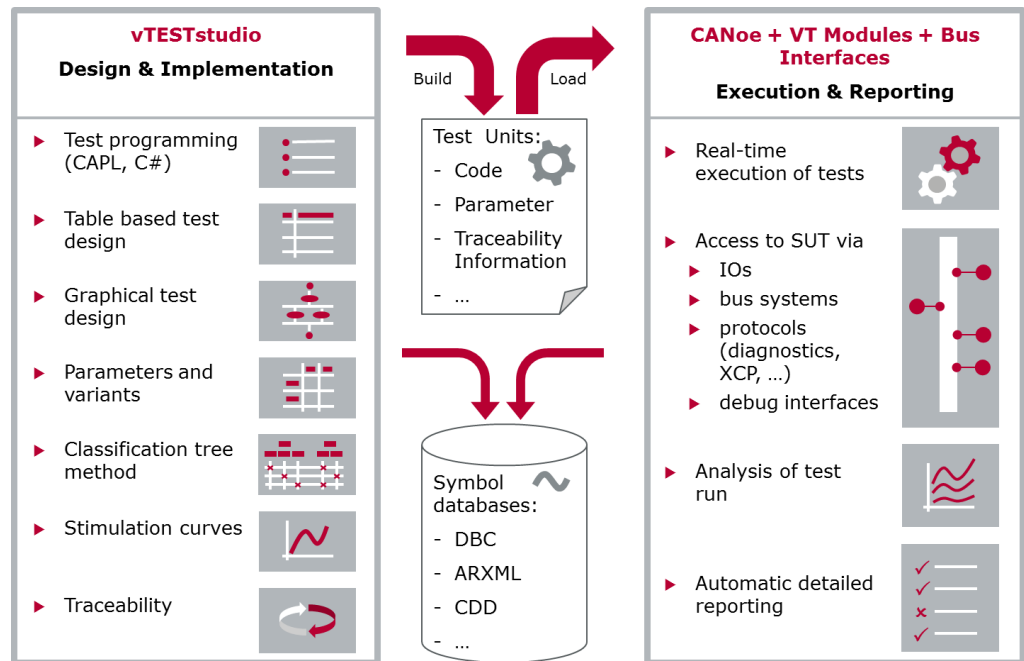 vTESTstudio
Design & Implementation
Test programming
(CAPL, C#)
Table based test
design
Graphical test
design
Parameters and
variants
Classification tree
method
Stimulation curves
Traceability
Build
Load
Test Units:
- Code
- Parameter
- Traceability
Information
- ...
Symbol
databases:
- DBC
- ARXML
- CDD
- ...
CANoe + VT Modules + Bus
Interfaces
Execution & Reporting
Real-time
execution of tests
Access to SUT via
IOs
bus systems
protocols
(diagnostics,
XCP, ...)
debug interfaces
Analysis of test
run
Automatic detailed
reporting